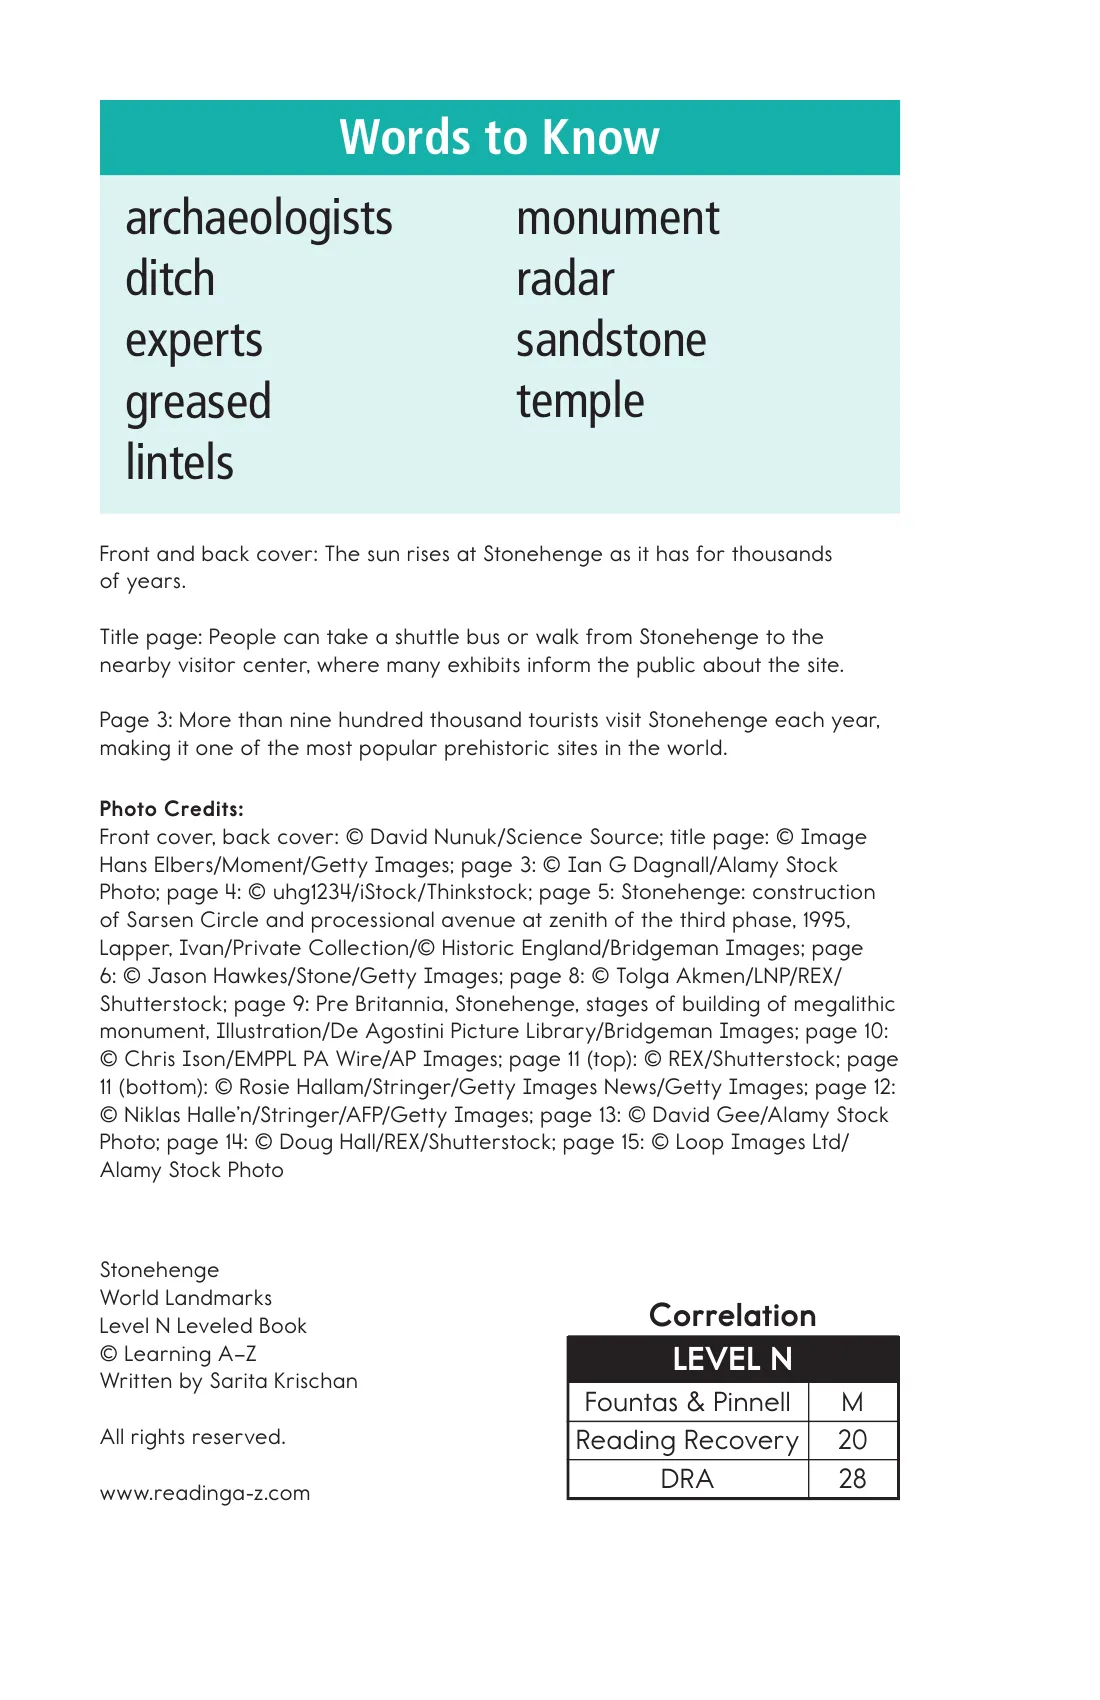 Words to Know
archaeologists
ditch
experts
greased
lintels
monument
radar
sandstone
temple
Front and back cover: The sun rises at Stonehenge as it has for thousands
of years.
Title page: People can take a shuttle bus or walk from Stonehenge to the
nearby visitor center, where many exhibits inform the public about the site.
Page 3: More than nine hundred thousand tourists visit Stonehenge each year,
making it one of the most popular prehistoric sites in the world.
Photo Credits:
Front cover, back cover: © David Nunuk/Science Source; title page: © Image
Hans Elbers/Moment/Getty Images; page 3: © Ian G Dagnall/Alamy Stock
Photo; page 4: © uhg1234/iStock/Thinkstock; page 5: Stonehenge: construction
of Sarsen Circle and processional avenue at zenith of the third phase, 1995,
Lapper, Ivan/Private Collection/© Historic England/Bridgeman Images; page
6: © Jason Hawkes/Stone/Getty Images; page 8: © Tolga Akmen/LNP/REX/
Shutterstock; page 9: Pre Britannia, Stonehenge, stages of building of megalithic
monument, Illustration/De Agostini Picture Library/Bridgeman Images; page 10:
© Chris Ison/EMPPL PA Wire/AP Images; page 11 (top): © REX/Shutterstock; page
11 (bottom): © Rosie Hallam/Stringer/Getty Images News/Getty Images; page 12:
© Niklas Halle’n/Stringer/AFP/Getty Images; page 13: © David Gee/Alamy Stock
Photo; page 14: © Doug Hall/REX/Shutterstock; page 15: © Loop Images Ltd/
Alamy Stock Photo
Stonehenge
World Landmarks
Level N Leveled Book
© Learning A–Z
Written by Sarita Krischan
All rights reserved.
www.readinga-z.com
Correlation
LEVEL N
Fountas & Pinnell M
Reading Recovery 20
DRA 28